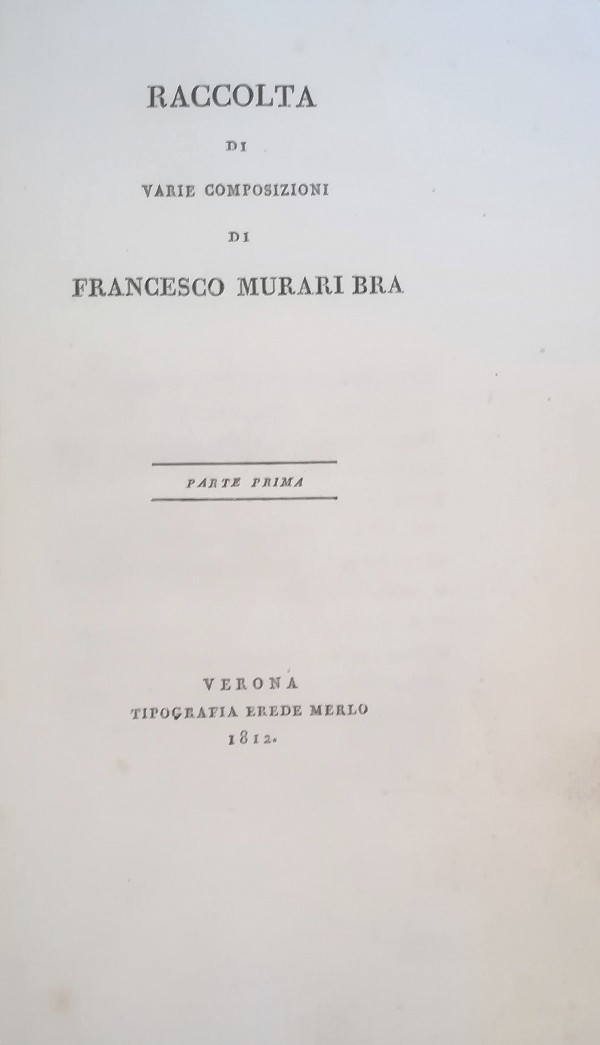 RACCOLTA
DI
VARIE COMPOSIZIONI
DI
FRANCESCO MURARI BRA
PARTE PRIMA
VERONA
TIPOGRAFIA EREDE MERLO
1812.